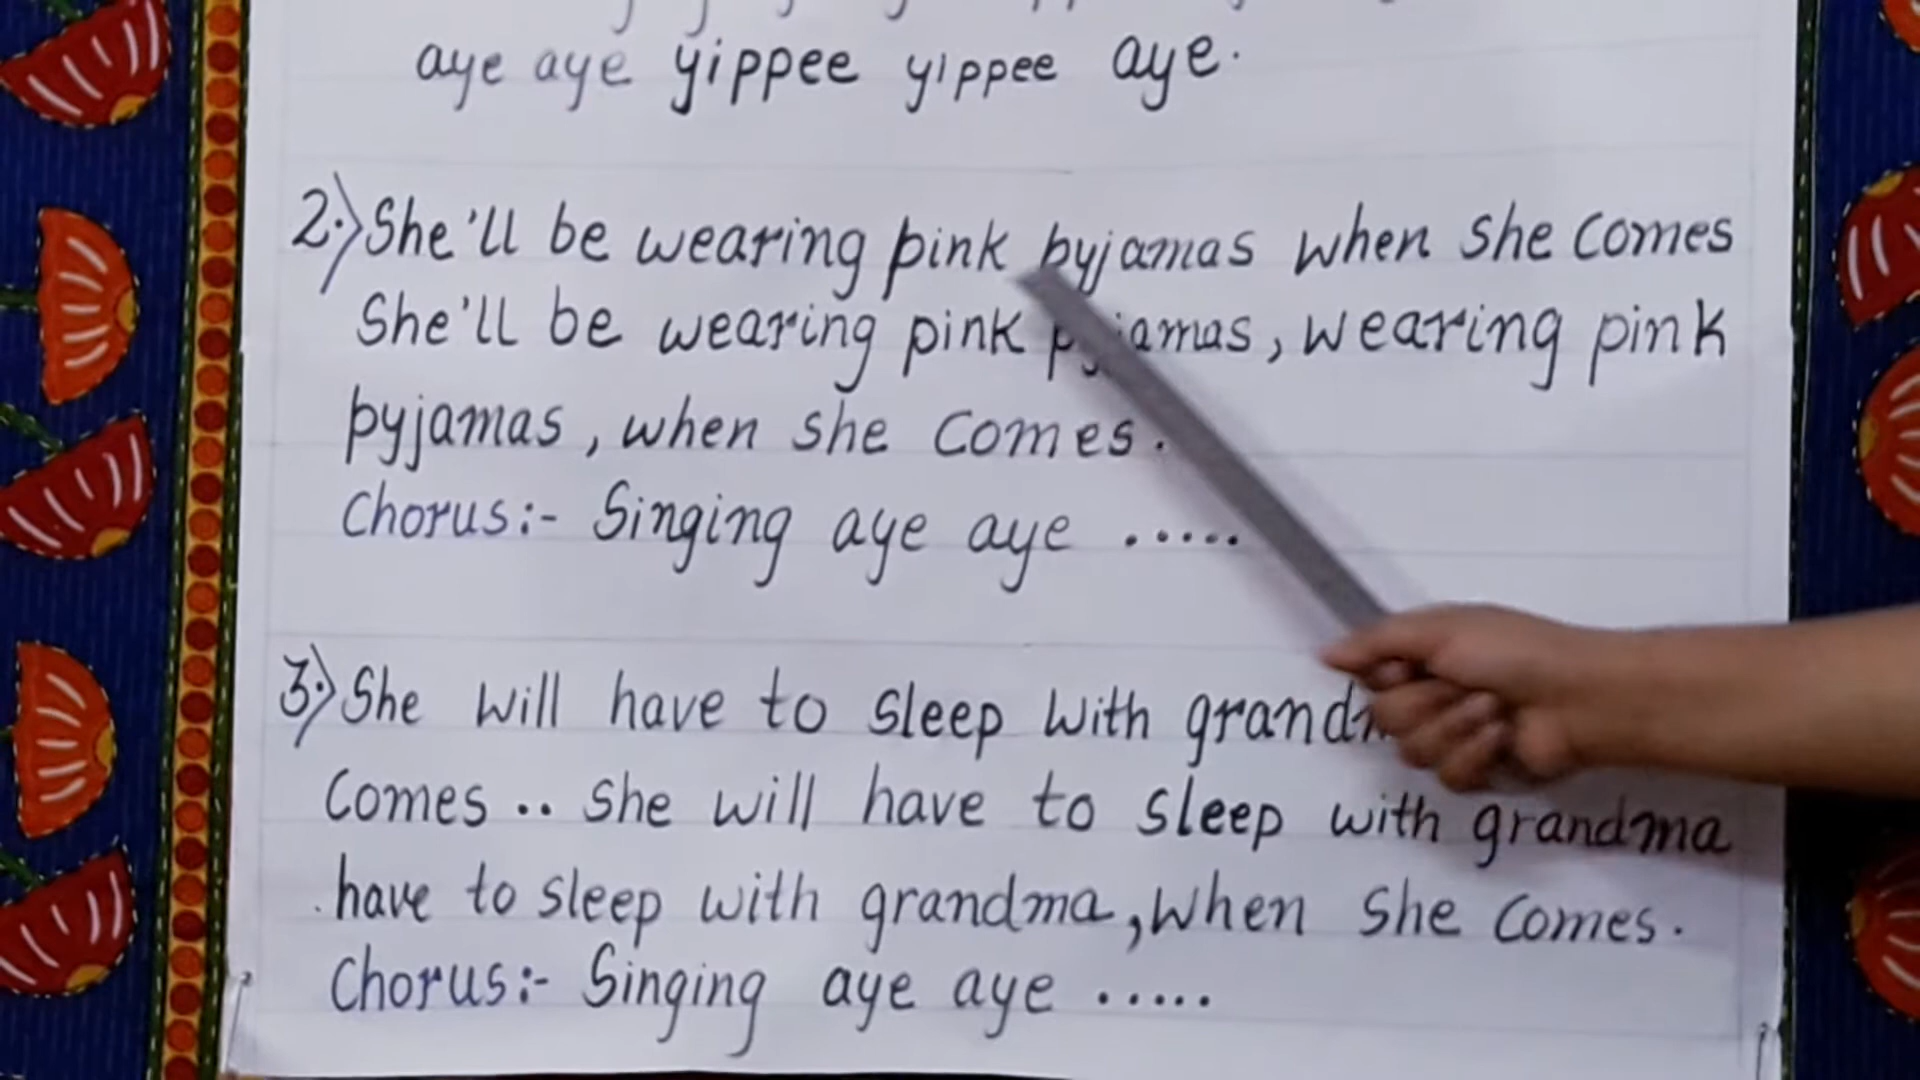 aye aye yippee yippee aye.
2.) She'll be wearing pink pyjamas when she comes
She'll be wearing pink pyjamas, wearing pink
pyjamas, when she comes.
Chorus:- Singing aye aye .....
3.) She will have to sleep with
comes .. she will have to sleep with grandma
have to sleep with grandma, when she comes.
Chorus:- Singing aye aye .....